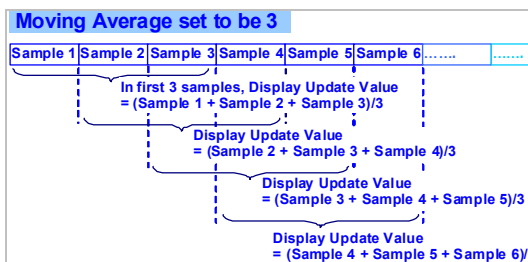 Moving Average set to be 3
Sample 1 Sample 2 Sample 3 Sample 4 Sample 5 Sample 6 ....... .......
In first 3 samples, Display Update Value
= (Sample 1 + Sample 2 + Sample 3)/3
Display Update Value
= (Sample 2 + Sample 3 + Sample 4)/3
Display Update Value
= (Sample 3 + Sample 4 + Sample 5)/3
Display Update Value
= (Sample 4 + Sample 5 + Sample 6)/